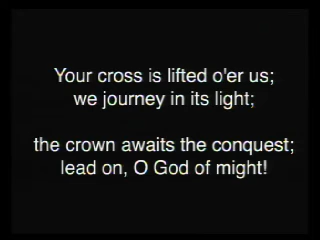 Your cross is lifted o'er us;
we journey in its light;
the crown awaits the conquest;
lead on, O God of might!